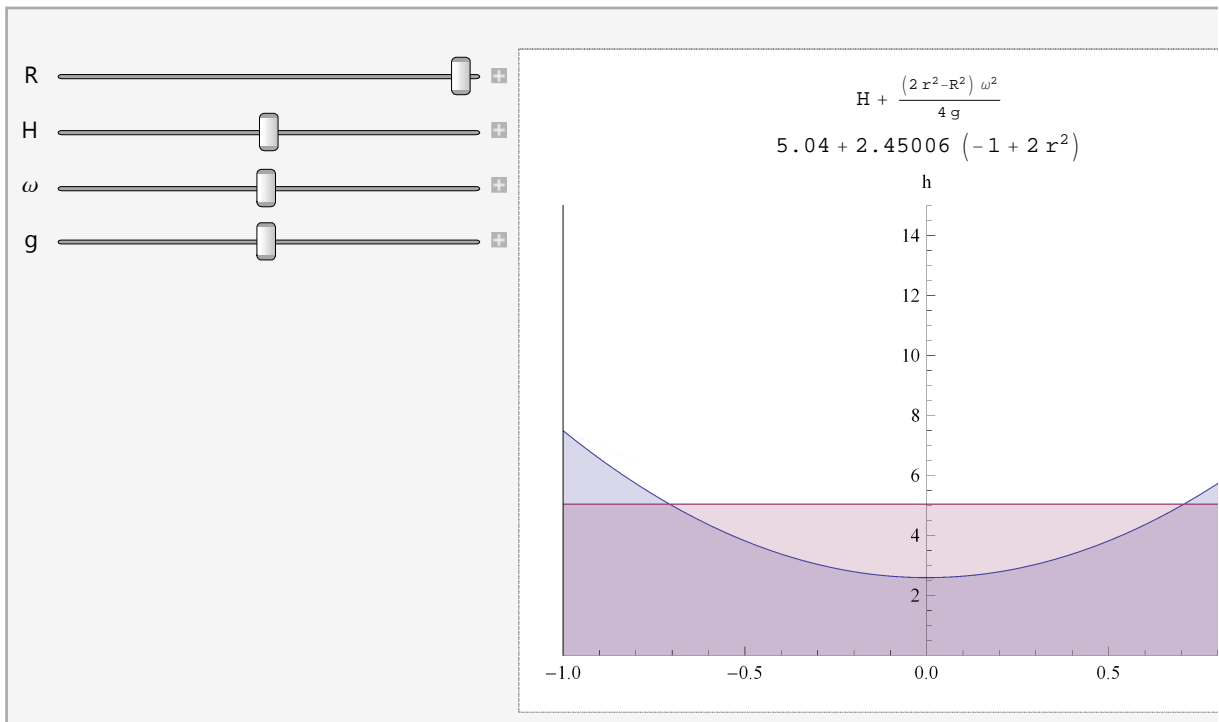 R
H
ω
g
H + ((2 r²-R²) ω²)/(4 g)
5.04 + 2.45006 (-1 + 2 r²)
h
14
12
10
8
6
4
2
−1.0 −0.5 0.0 0.5